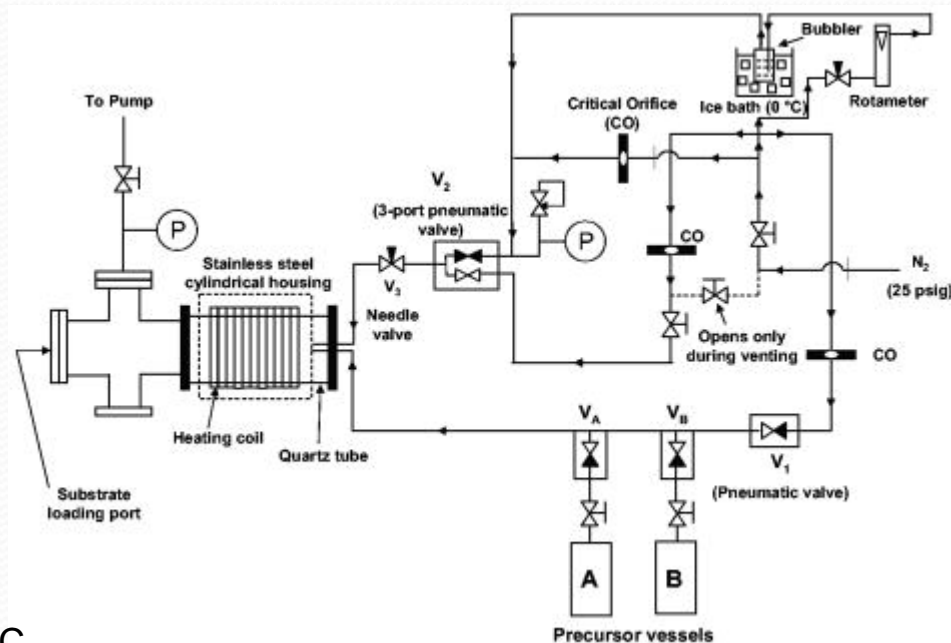 Bubbler
Ice bath (0 °C)
Rotameter
To Pump
Critical Orifice
(CO)
V2
(3-port pneumatic
valve)
P
P
Stainless steel
cylindrical housing
CO
N2
(25 psig)
V3
Needle
valve
Opens only
during venting
CO
VA
VB
Heating coil
Quartz tube
V1
(Pneumatic valve)
Substrate
loading port
A
B
Precursor vessels